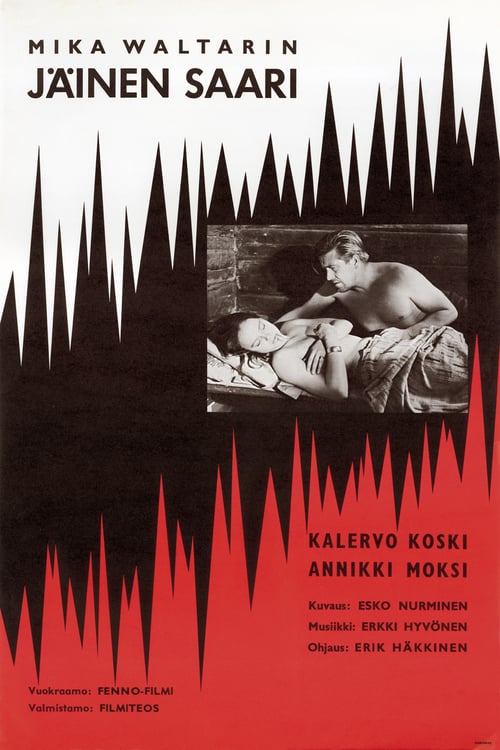 MIKA WALTARIN
JÄINEN SAARI
KALERVO KOSKI
ANNIKKI MOKSI
Kuvaus: ESKO NURMINEN
Musiikki: ERKKI HYVÖNEN
Ohjaus: ERIK HÄKKINEN
Vuokraamo: FENNO-FILMI
Valmistamo: FILMITEOS